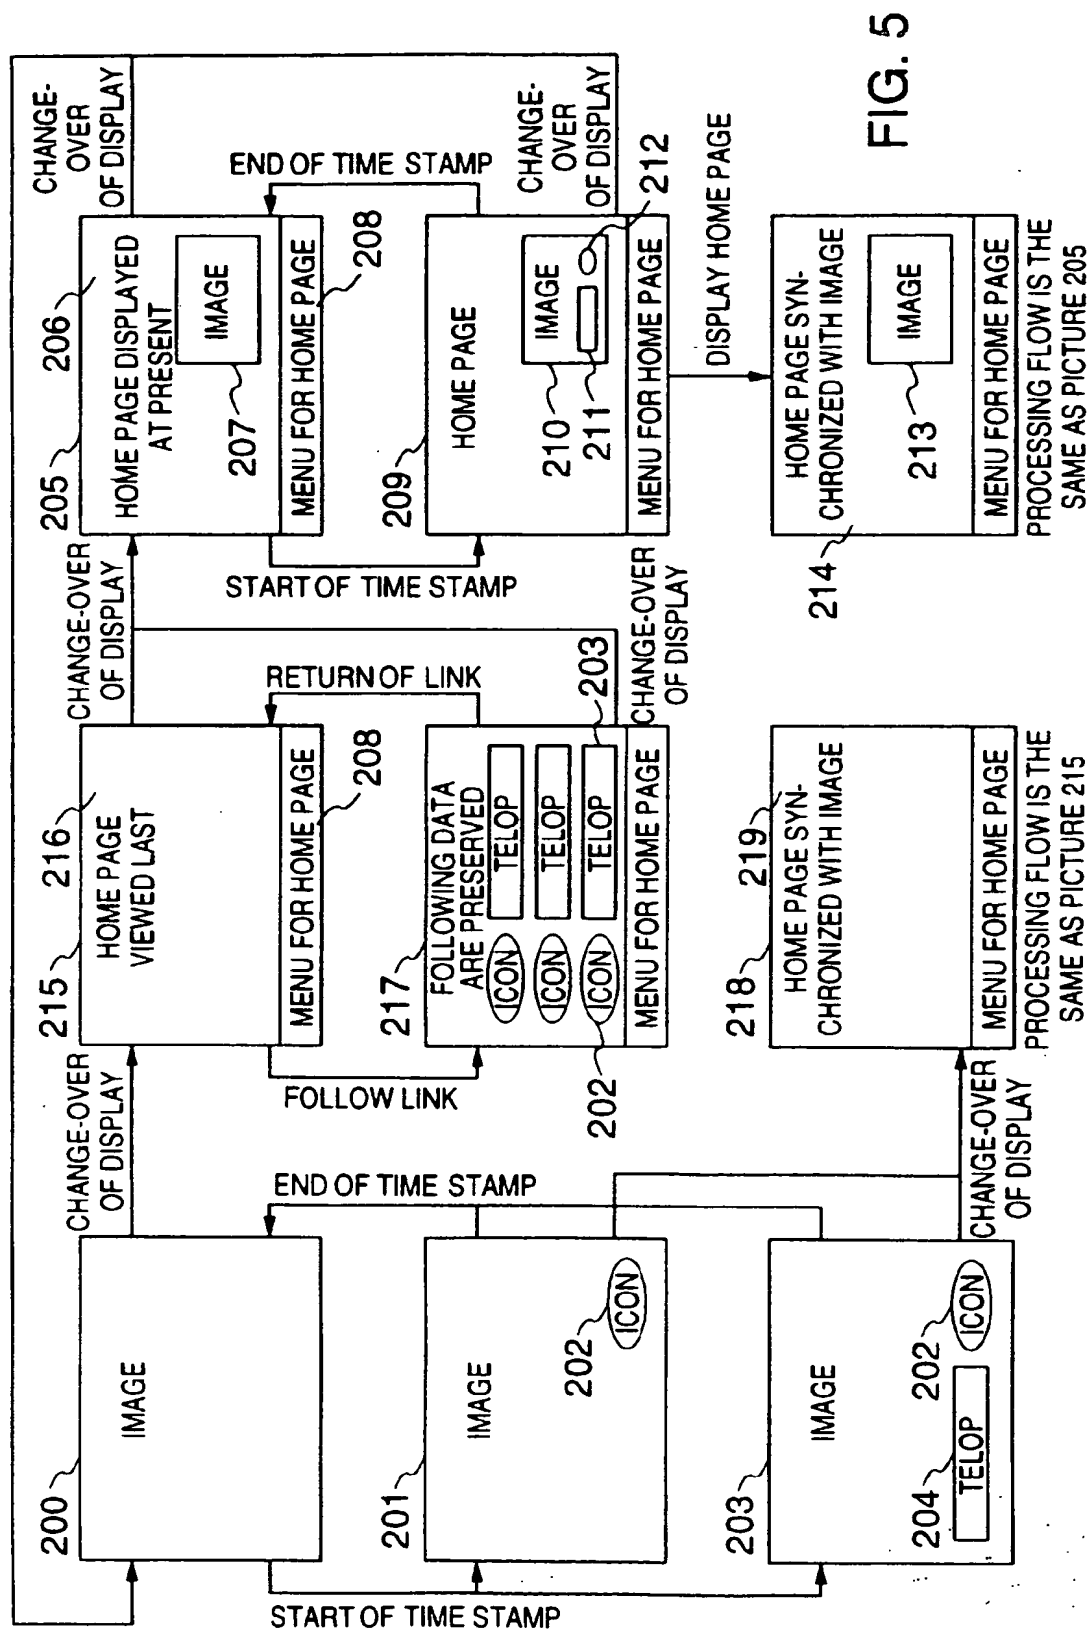 CHANGE-OVER
OF DISPLAY
200
IMAGE
START OF TIME STAMP
END OF TIME STAMP
201
IMAGE
202
ICON
203
IMAGE
204
TELOP
202
ICON
CHANGE-OVER
OF DISPLAY
215
216
HOME PAGE
VIEWED LAST
MENU FOR HOME PAGE
208
CHANGE-OVER
OF DISPLAY
FOLLOW LINK
RETURN OF LINK
217
FOLLOWING DATA
ARE PRESERVED
ICON
TELOP
ICON
TELOP
ICON
TELOP
202
203
MENU FOR HOME PAGE
CHANGE-OVER
OF DISPLAY
218
219
HOME PAGE SYN-
CHRONIZED WITH IMAGE
MENU FOR HOME PAGE
PROCESSING FLOW IS THE
SAME AS PICTURE 215
205
206
HOME PAGE DISPLAYED
AT PRESENT
207
IMAGE
MENU FOR HOME PAGE
208
CHANGE-
OVER
OF DISPLAY
START OF TIME STAMP
END OF TIME STAMP
209
HOME PAGE
210
IMAGE
211
212
MENU FOR HOME PAGE
CHANGE-
OVER
OF DISPLAY
DISPLAY HOME PAGE
HOME PAGE SYN-
CHRONIZED WITH IMAGE
214
213
IMAGE
MENU FOR HOME PAGE
PROCESSING FLOW IS THE
SAME AS PICTURE 205
FIG. 5